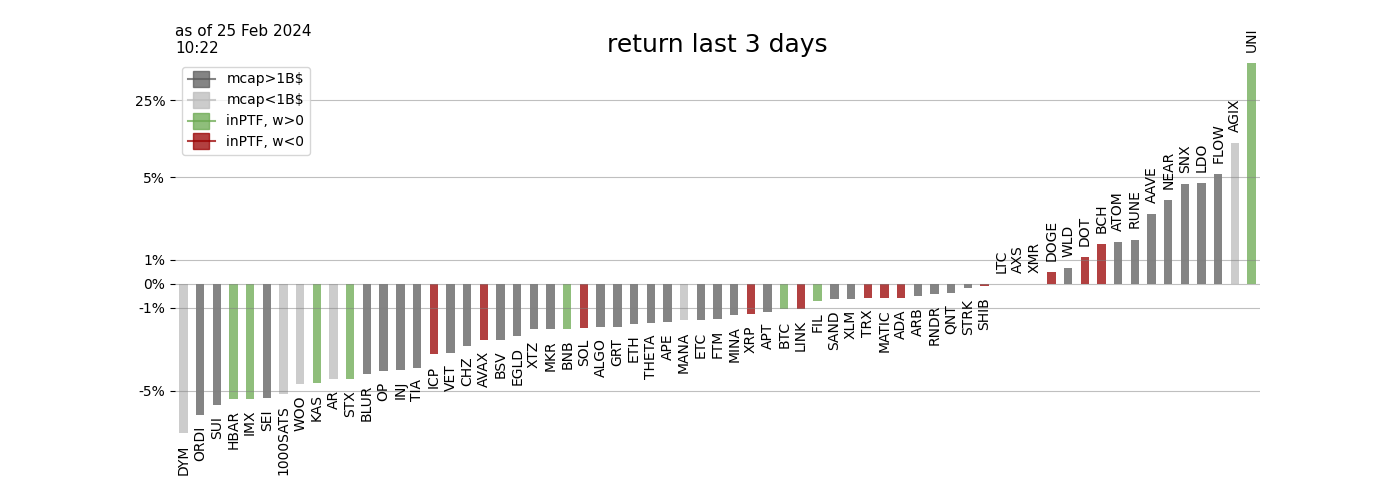 as of 25 Feb 2024
10:22
return last 3 days
mcap>1B$
mcap<1B$
inPTF, w>0
inPTF, w<0
25%
5%
1%
0%
-1%
-5%
DYM
ORDI
SUI
HBAR
IMX
SEI
1000SATS
WOO
KAS
AR
STX
BLUR
OP
INJ
TIA
ICP
VET
CHZ
AVAX
BSV
EGLD
XTZ
MKR
BNB
SOL
ALGO
GRT
ETH
THETA
APE
MANA
ETC
FTM
MINA
XRP
APT
BTC
LINK
FIL
SAND
XLM
TRX
MATIC
ADA
ARB
RNDR
QNT
STRK
SHIB
LTC
AXS
XMR
DOGE
WLD
DOT
BCH
ATOM
RUNE
AAVE
NEAR
SNX
LDO
FLOW
AGIX
UNI